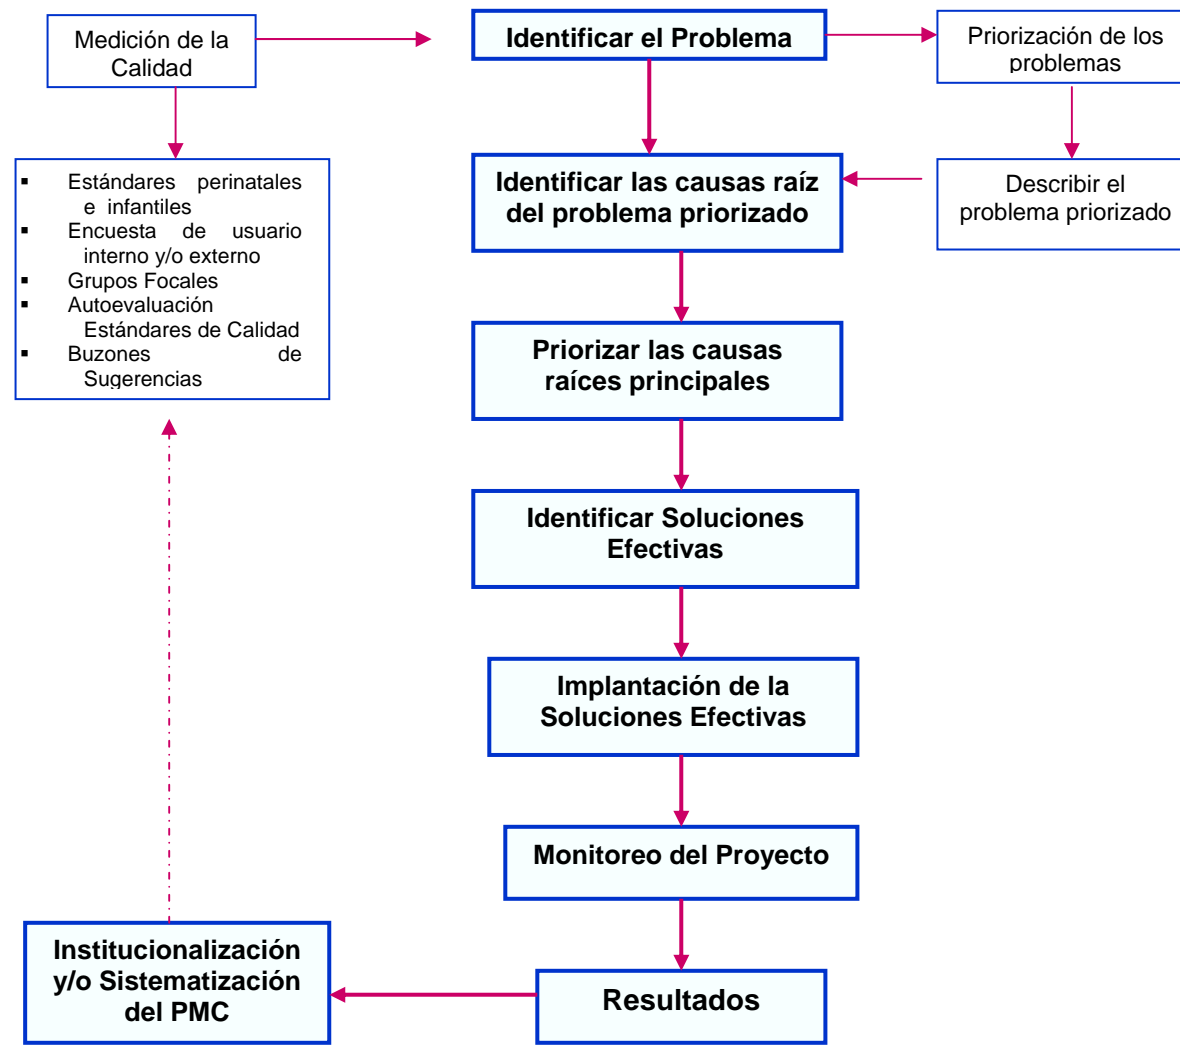 Medición de la
Calidad
Identificar el Problema
Priorización de los
problemas
▪ Estándares perinatales
e infantiles
▪ Encuesta de usuario
interno y/o externo
▪ Grupos Focales
▪ Autoevaluación
Estándares de Calidad
▪ Buzones de
Sugerencias
Identificar las causas raíz
del problema priorizado
Describir el
problema priorizado
Priorizar las causas
raíces principales
Identificar Soluciones
Efectivas
Implantación de la
Soluciones Efectivas
Monitoreo del Proyecto
Institucionalización
y/o Sistematización
del PMC
Resultados